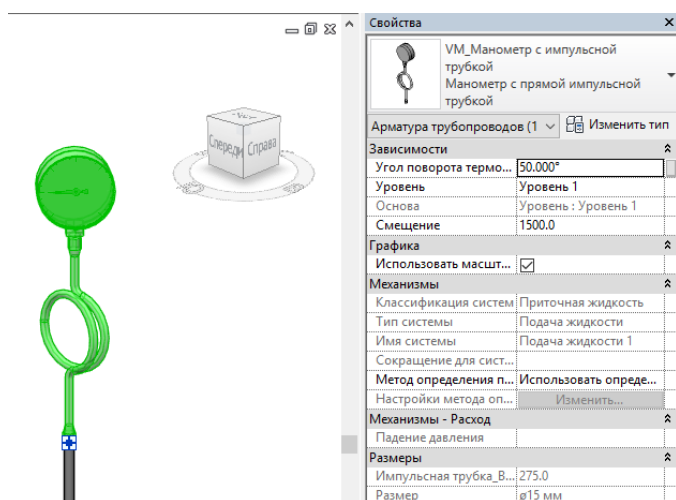 Свойства
VM_Манометр с импульсной
трубкой
Манометр с прямой импульсной
трубкой
Арматура трубопроводов (1
Изменить тип
Зависимости
Угол поворота термо... 50.000°
Уровень Уровень 1
Основа Уровень : Уровень 1
Смещение 1500.0
Графика
Использовать масшт...
Механизмы
Классификация систем Приточная жидкость
Тип системы Подача жидкости
Имя системы Подача жидкости 1
Сокращение для сист...
Метод определения п... Использовать опреде...
Настройки метода оп... Изменить...
Механизмы - Расход
Падение давления
Размеры
Импульсная трубка_В... 275.0
Размер ø15 мм
Спереди Справа